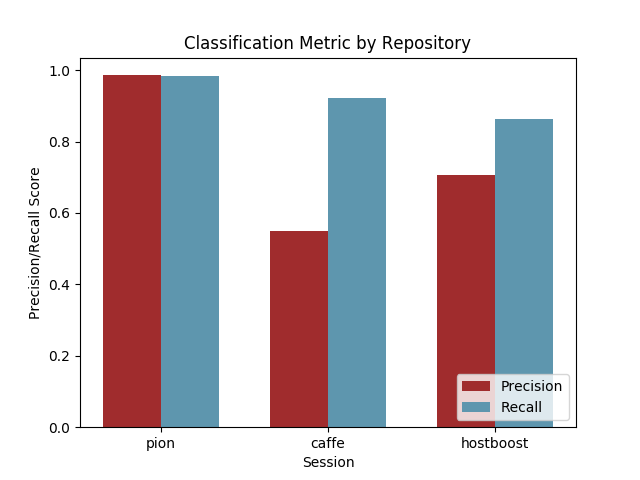 Classification Metric by Repository
Precision/Recall Score
1.0
0.8
0.6
0.4
0.2
0.0
Precision
Recall
pion caffe hostboost
Session